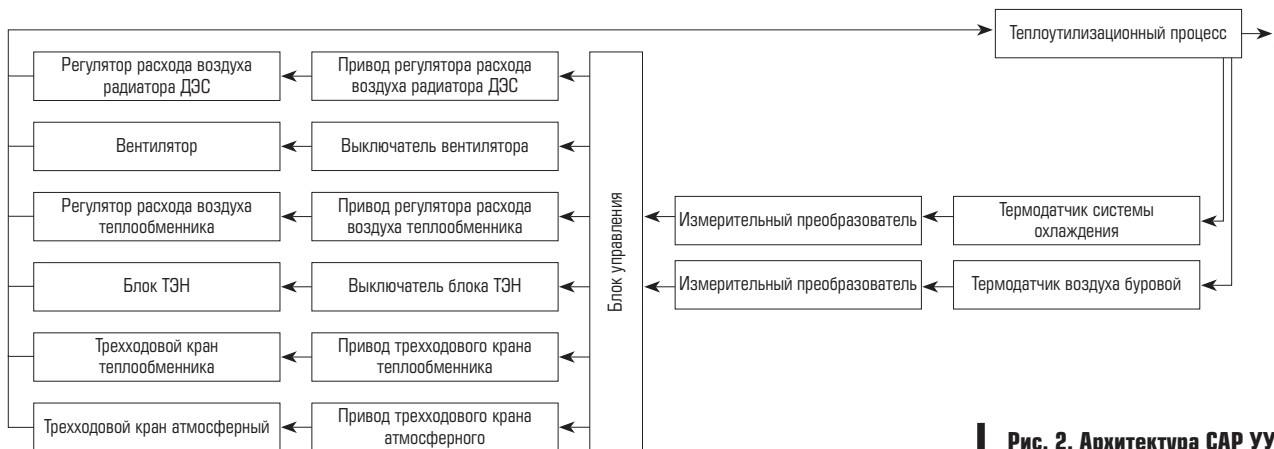 Теплоутилизационный процесс
Регулятор расхода воздуха
радиатора ДЭС
Привод регулятора расхода
воздуха радиатора ДЭС
Вентилятор
Выключатель вентилятора
Регулятор расхода воздуха
теплообменника
Привод регулятора расхода
воздуха теплообменника
Блок ТЭН
Выключатель блока ТЭН
Трехходовой кран
теплообменника
Привод трехходового крана
теплообменника
Трехходовой кран атмосферный
Привод трехходового крана
атмосферного
Блок управления
Измерительный преобразователь
Термодатчик системы
охлаждения
Измерительный преобразователь
Термодатчик воздуха буровой
Рис. 2. Архитектура САР УУ